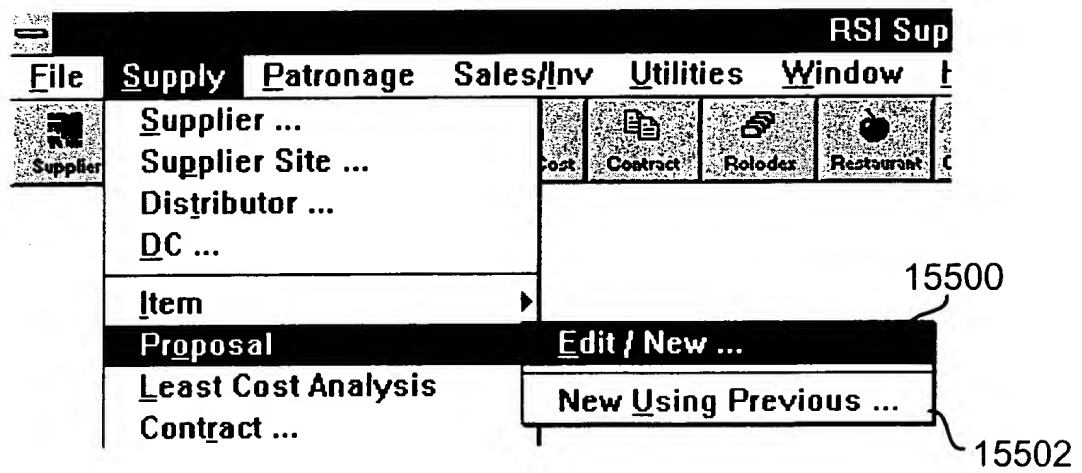 RSI Sup
File Supply Patronage Sales/Inv Utilities Window
Supplier Cost Contract Rolodex Restaurant
Supplier ...
Supplier Site ...
Distributor ...
DC ...
15500
Item
Proposal Edit / New ...
Least Cost Analysis New Using Previous ...
Contract ...
15502